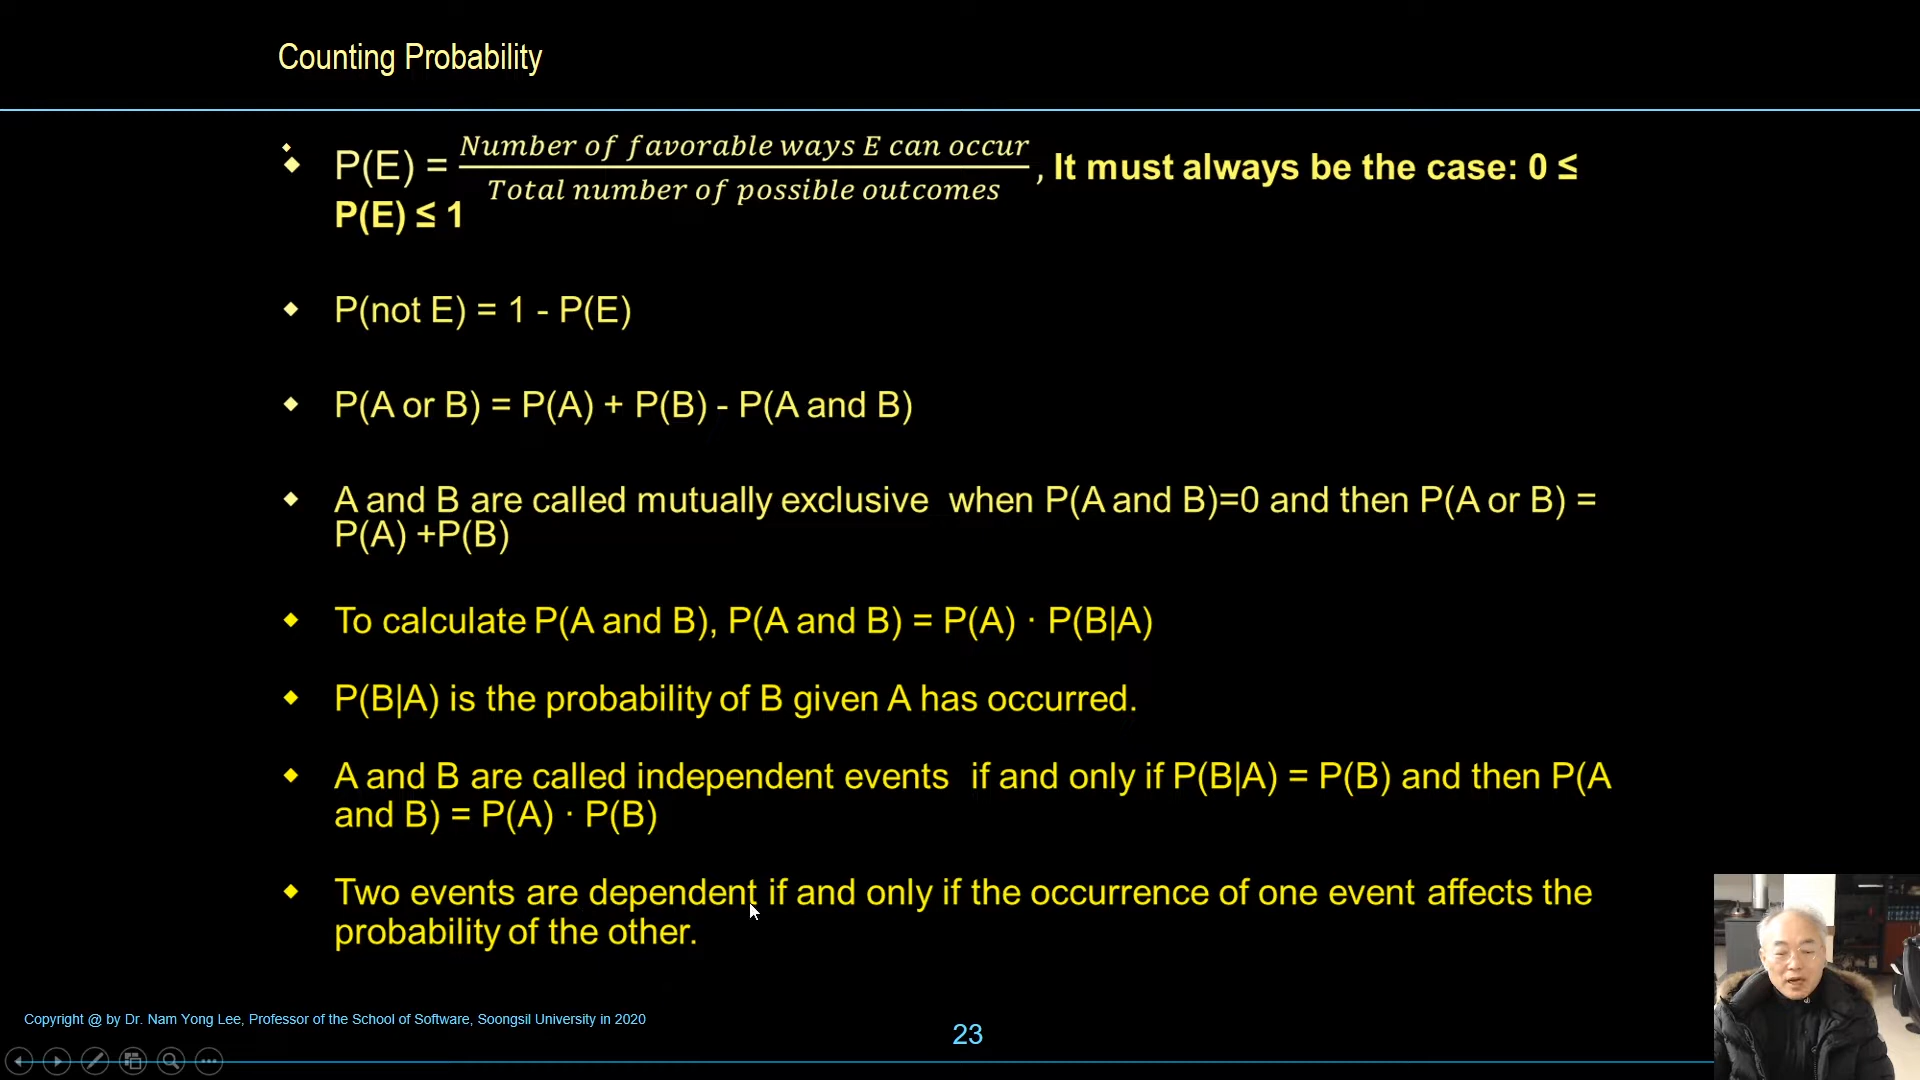 Counting Probability
P(E) = Number of favorable ways E can occur / Total number of possible outcomes , It must always be the case: 0 ≤
P(E) ≤ 1
P(not E) = 1 - P(E)
P(A or B) = P(A) + P(B) - P(A and B)
A and B are called mutually exclusive when P(A and B)=0 and then P(A or B) =
P(A) +P(B)
To calculate P(A and B), P(A and B) = P(A) · P(B|A)
P(B|A) is the probability of B given A has occurred.
A and B are called independent events if and only if P(B|A) = P(B) and then P(A
and B) = P(A) · P(B)
Two events are dependent if and only if the occurrence of one event affects the
probability of the other.
Copyright @ by Dr. Nam Yong Lee, Professor of the School of Software, Soongsil University in 2020
23